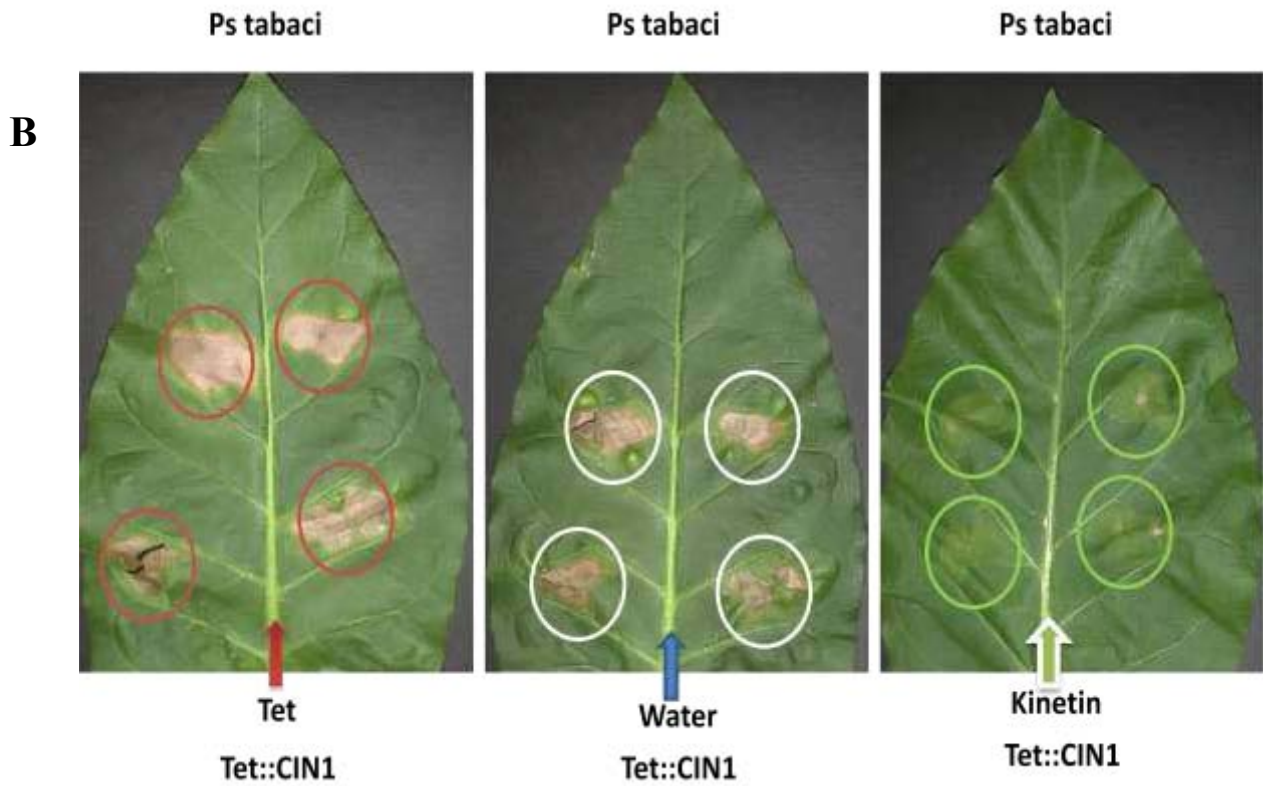 Ps tabaci Ps tabaci Ps tabaci
B
Tet Water Kinetin
Tet::CIN1 Tet::CIN1 Tet::CIN1